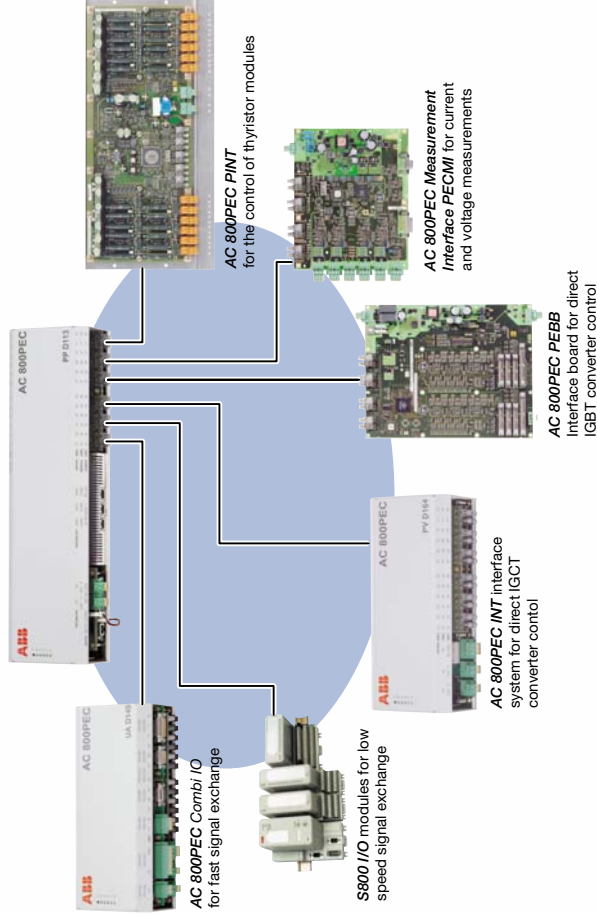 ABB
AC 800PEC
PP D113
ABB
AC 800PEC
UA D149
AC 800PEC Combi IO
for fast signal exchange
S800 I/O modules for low
speed signal exchange
ABB
AC 800PEC
PV D164
AC 800PEC INT interface
system for direct IGCT
converter contol
AC 800PEC PEBB
Interface board for direct
IGBT converter control
AC 800PEC Measurement
Interface PECMI for current
and voltage measurements
AC 800PEC PINT
for the control of thyristor modules